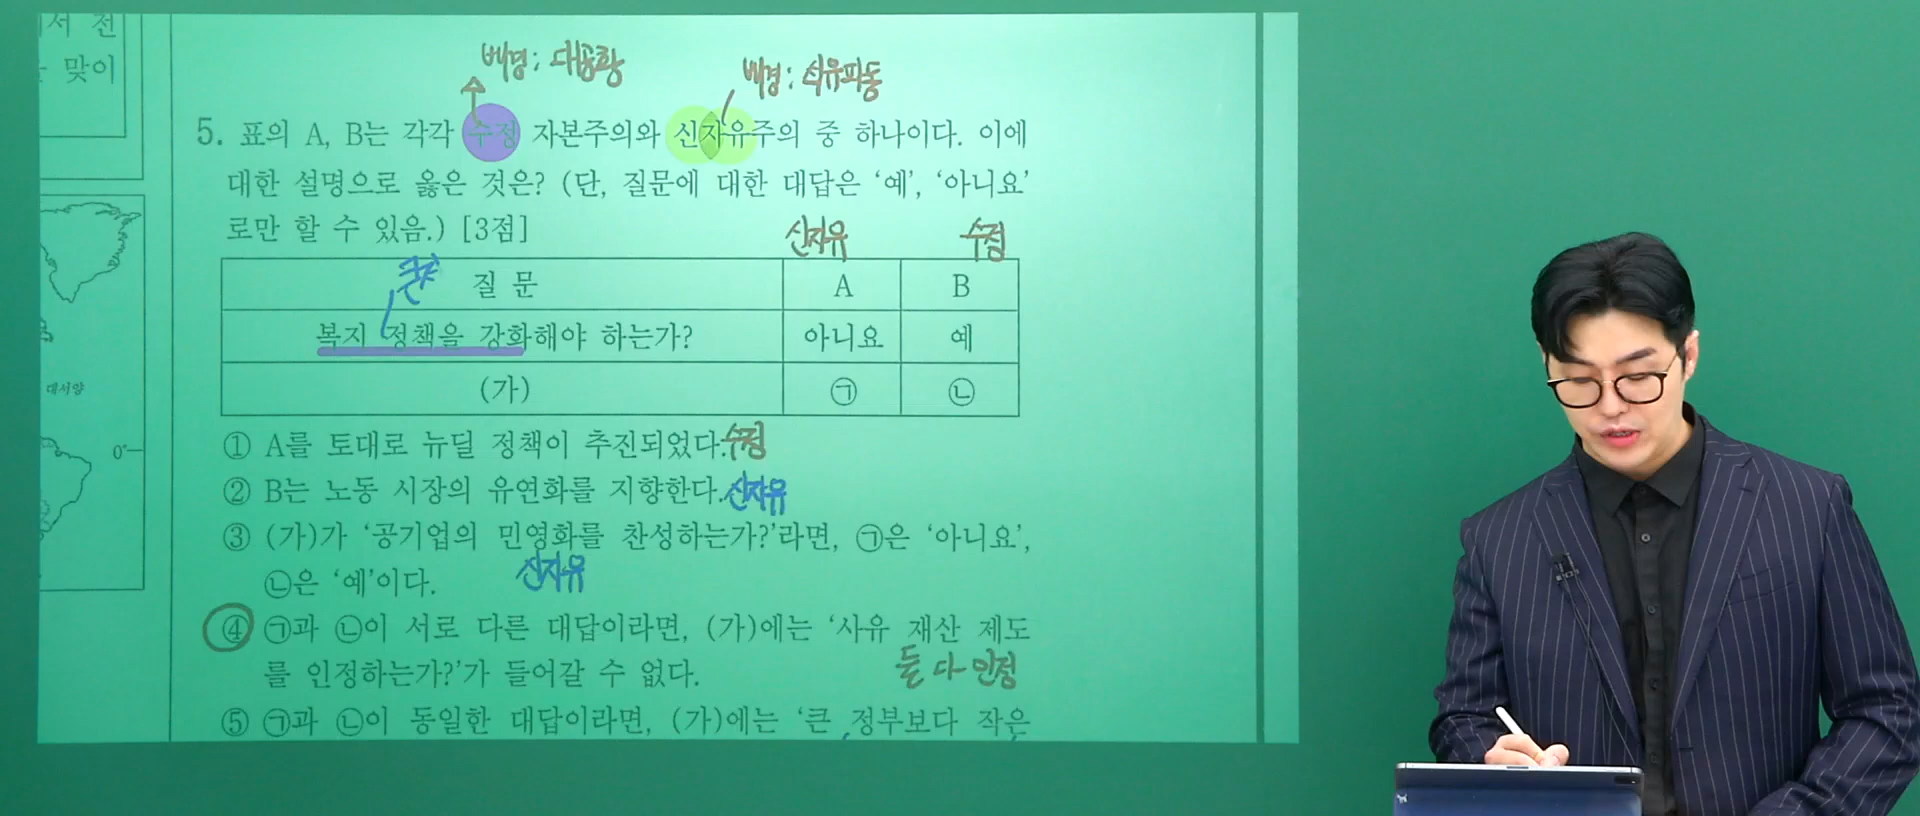 서 전
맞이
배경: 대공황
배경: 석유파동
5. 표의 A, B는 각각 수정 자본주의와 신자유주의 중 하나이다. 이에
대한 설명으로 옳은 것은? (단, 질문에 대한 대답은 ‘예’, ‘아니요’
로만 할 수 있음.) [3점]
신자유 수정
큰정
질 문 A B
복지 정책을 강화해야 하는가? 아니요 예
(가) ㉠ ㉡
대서양
0°
① A를 토대로 뉴딜 정책이 추진되었다. 수정
② B는 노동 시장의 유연화를 지향한다. 신자유
③ (가)가 ‘공기업의 민영화를 찬성하는가?’라면, ㉠은 ‘아니요’,
㉡은 ‘예’이다. 신자유
④ ㉠과 ㉡이 서로 다른 대답이라면, (가)에는 ‘사유 재산 제도
를 인정하는가?’가 들어갈 수 없다. 둘 다 인정
⑤ ㉠과 ㉡이 동일한 대답이라면, (가)에는 ‘큰 정부보다 작은